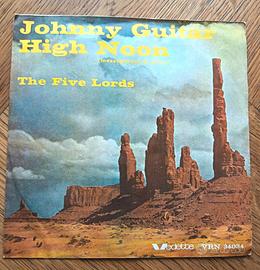 Johnny Guitar
High Noon
The Five Lords
Vedette VRN 34034